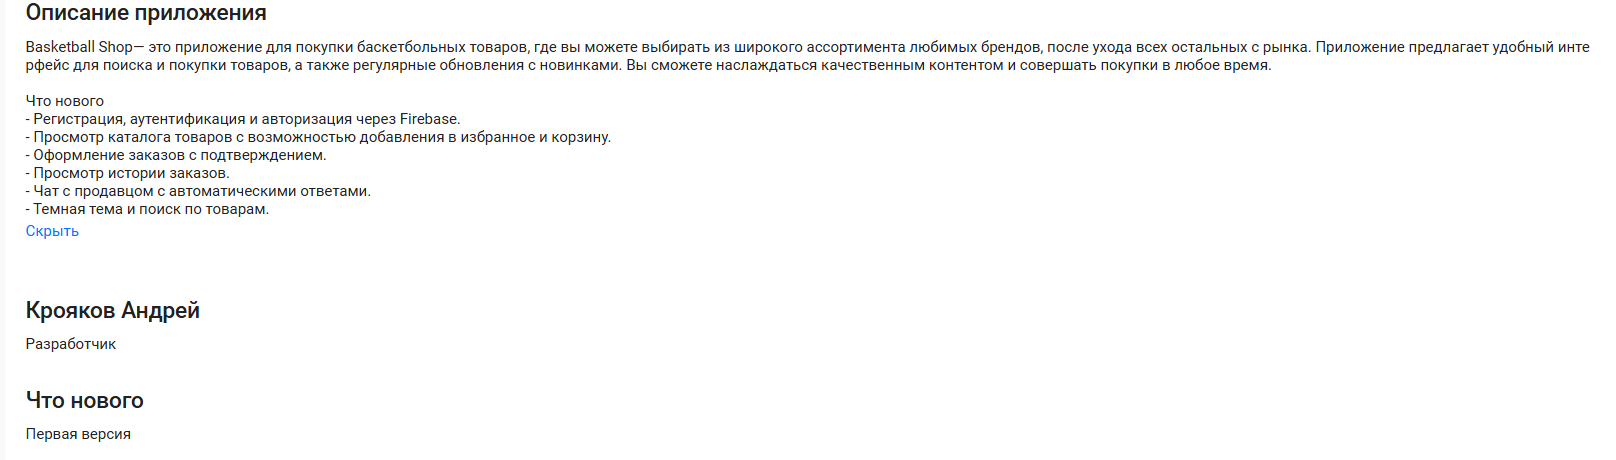 Описание приложения
Basketball Shop— это приложение для покупки баскетбольных товаров, где вы можете выбирать из широкого ассортимента любимых брендов, после ухода всех остальных с рынка. Приложение предлагает удобный инте
рфейс для поиска и покупки товаров, а также регулярные обновления с новинками. Вы сможете наслаждаться качественным контентом и совершать покупки в любое время.
Что нового
- Регистрация, аутентификация и авторизация через Firebase.
- Просмотр каталога товаров с возможностью добавления в избранное и корзину.
- Оформление заказов с подтверждением.
- Просмотр истории заказов.
- Чат с продавцом с автоматическими ответами.
- Темная тема и поиск по товарам.
Скрыть
Крояков Андрей
Разработчик
Что нового
Первая версия